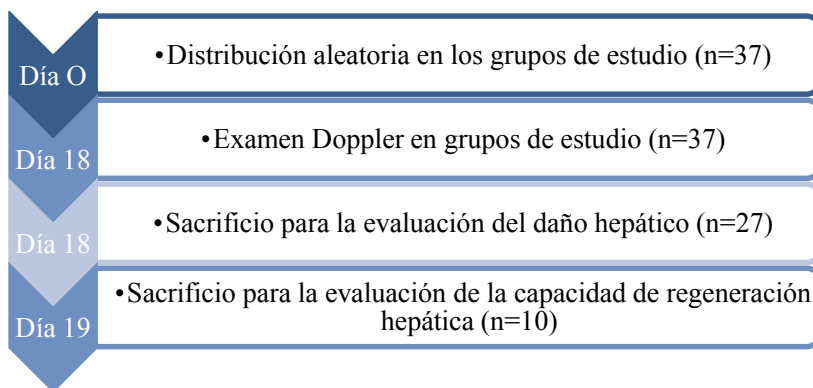 Día O
•Distribución aleatoria en los grupos de estudio (n=37)
Día 18
•Examen Doppler en grupos de estudio (n=37)
Día 18
•Sacrificio para la evaluación del daño hepático (n=27)
Día 19
•Sacrificio para la evaluación de la capacidad de regeneración
hepática (n=10)